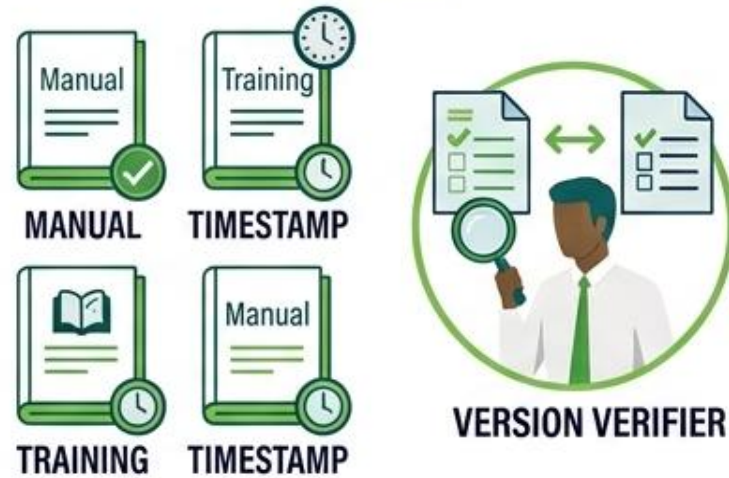 Manual
Training
MANUAL
TIMESTAMP
Manual
TRAINING
TIMESTAMP
VERSION VERIFIER